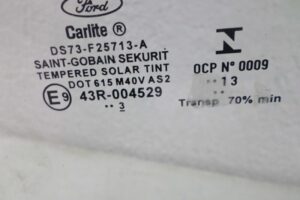 Ford
Carlite®
DS73-F25713-A
SAINT-GOBAIN SEKURIT
TEMPERED SOLAR TINT
DOT 615 M40V AS2
E9 43R-004529
.. 3
OCP N° 0009
.. 13
Transp 70% min